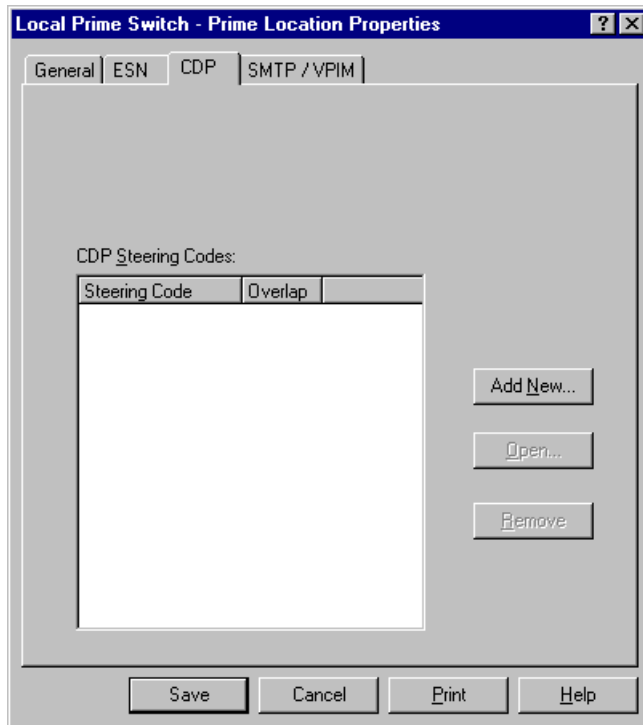 Local Prime Switch - Prime Location Properties ? X
General ESN CDP SMTP / VPIM
CDP Steering Codes:
Steering Code Overlap
Add New...
Open...
Remove
Save Cancel Print Help